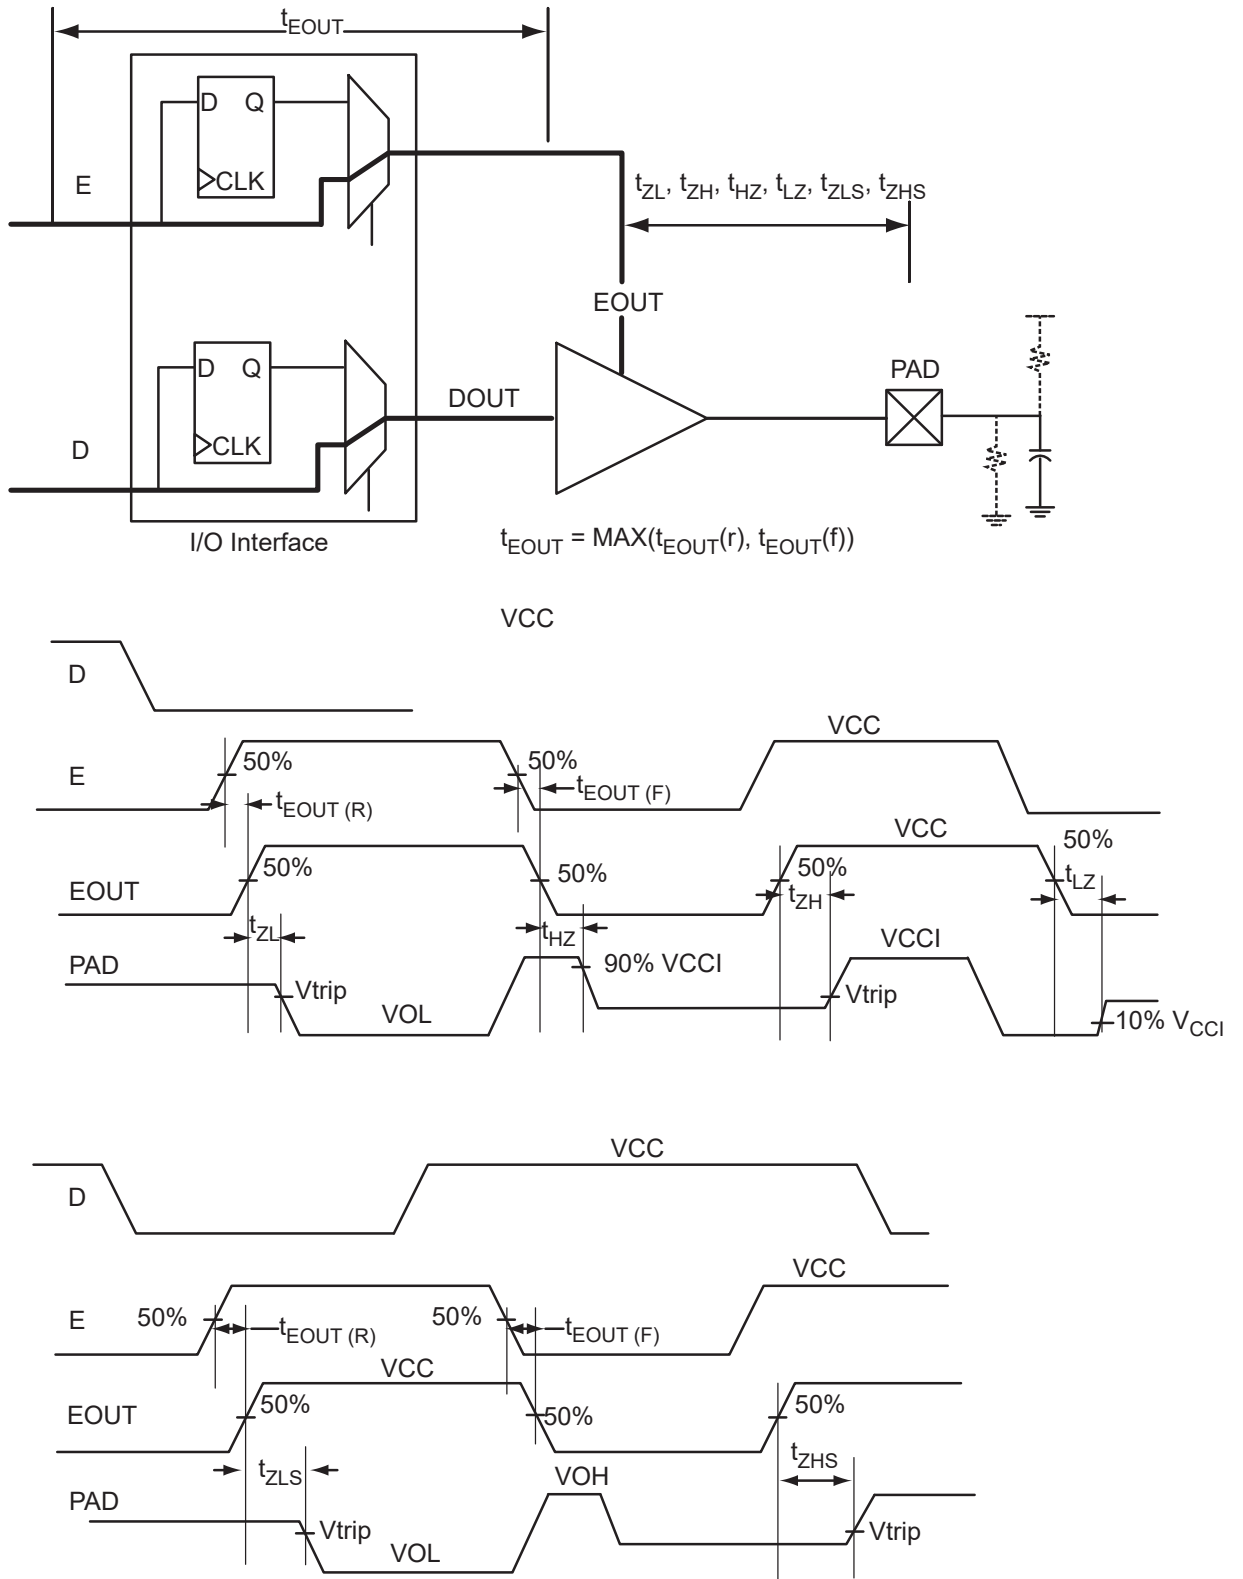 tEOUT
D Q
E
CLK
tZL, tZH, tHZ, tLZ, tZLS, tZHS
EOUT
D Q
PAD
DOUT
CLK
D
I/O Interface
tEOUT = MAX(tEOUT(r), tEOUT(f))
VCC
D
VCC
50%
50%
E
tEOUT (R)
tEOUT (F)
VCC
50%
50%
50%
50%
EOUT
tZL
tHZ
tZH
tLZ
PAD
VCCI
90% VCCI
Vtrip
Vtrip
VOL
10% VCCI
VCC
D
VCC
E
50%
tEOUT (R)
50%
tEOUT (F)
VCC
EOUT
50%
50%
50%
tZLS
tZHS
VOH
PAD
Vtrip
Vtrip
VOL